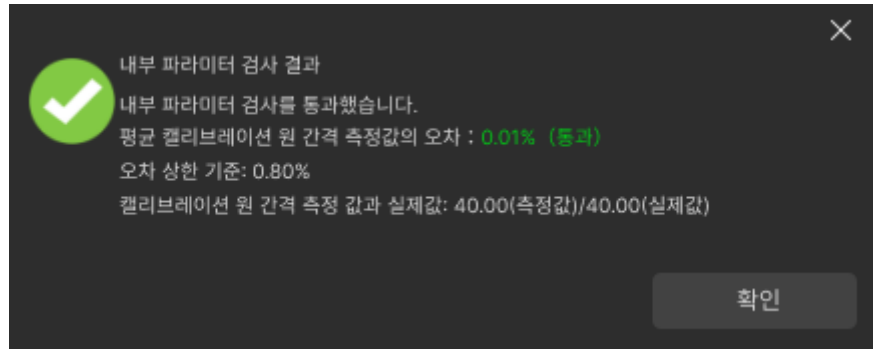 내부 파라미터 검사 결과
내부 파라미터 검사를 통과했습니다.
평균 캘리브레이션 원 간격 측정값의 오차 : 0.01% (통과)
오차 상한 기준: 0.80%
캘리브레이션 원 간격 측정 값과 실제값: 40.00(측정값)/40.00(실제값)
확인